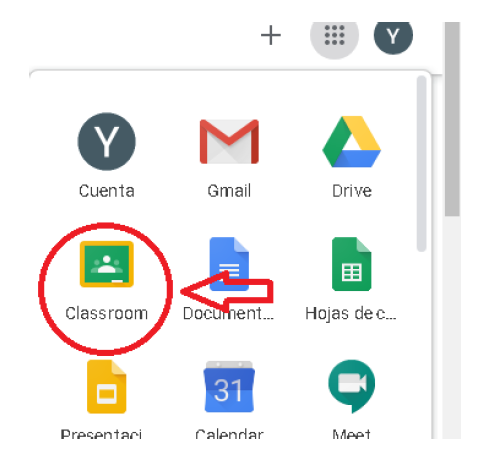 + Y
Y
Cuenta Gmail Drive
Classroom Document... Hojas de c...
31
Presentaci Calendar Meet